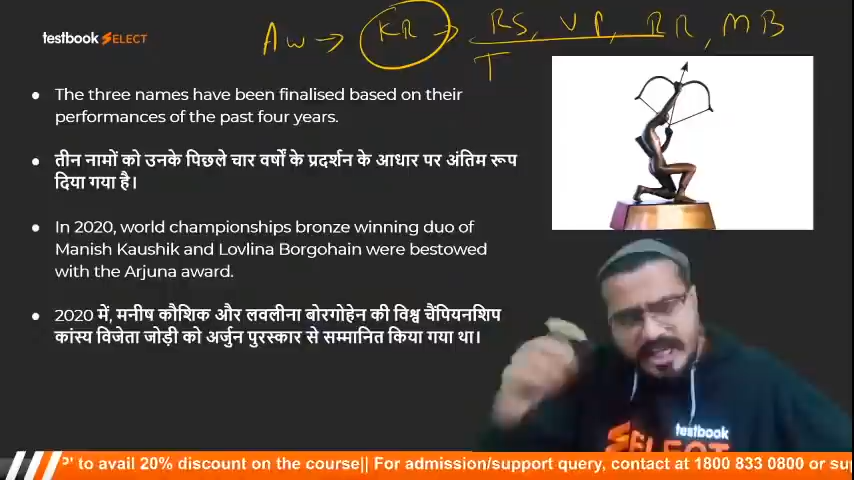 testbook SELECT
AW → KR → RS, VP, RR, MB
T
The three names have been finalised based on their
performances of the past four years.
तीन नामों को उनके पिछले चार वर्षों के प्रदर्शन के आधार पर अंतिम रूप
दिया गया है।
In 2020, world championships bronze winning duo of
Manish Kaushik and Lovlina Borgohain were bestowed
with the Arjuna award.
2020 में, मनीष कौशिक और लवलीना बोरगोहेन की विश्व चैंपियनशिप
कांस्य विजेता जोड़ी को अर्जुन पुरस्कार से सम्मानित किया गया था।
testbook
SELECT
P' to avail 20% discount on the course|| For admission/support query, contact at 1800 833 0800 or su